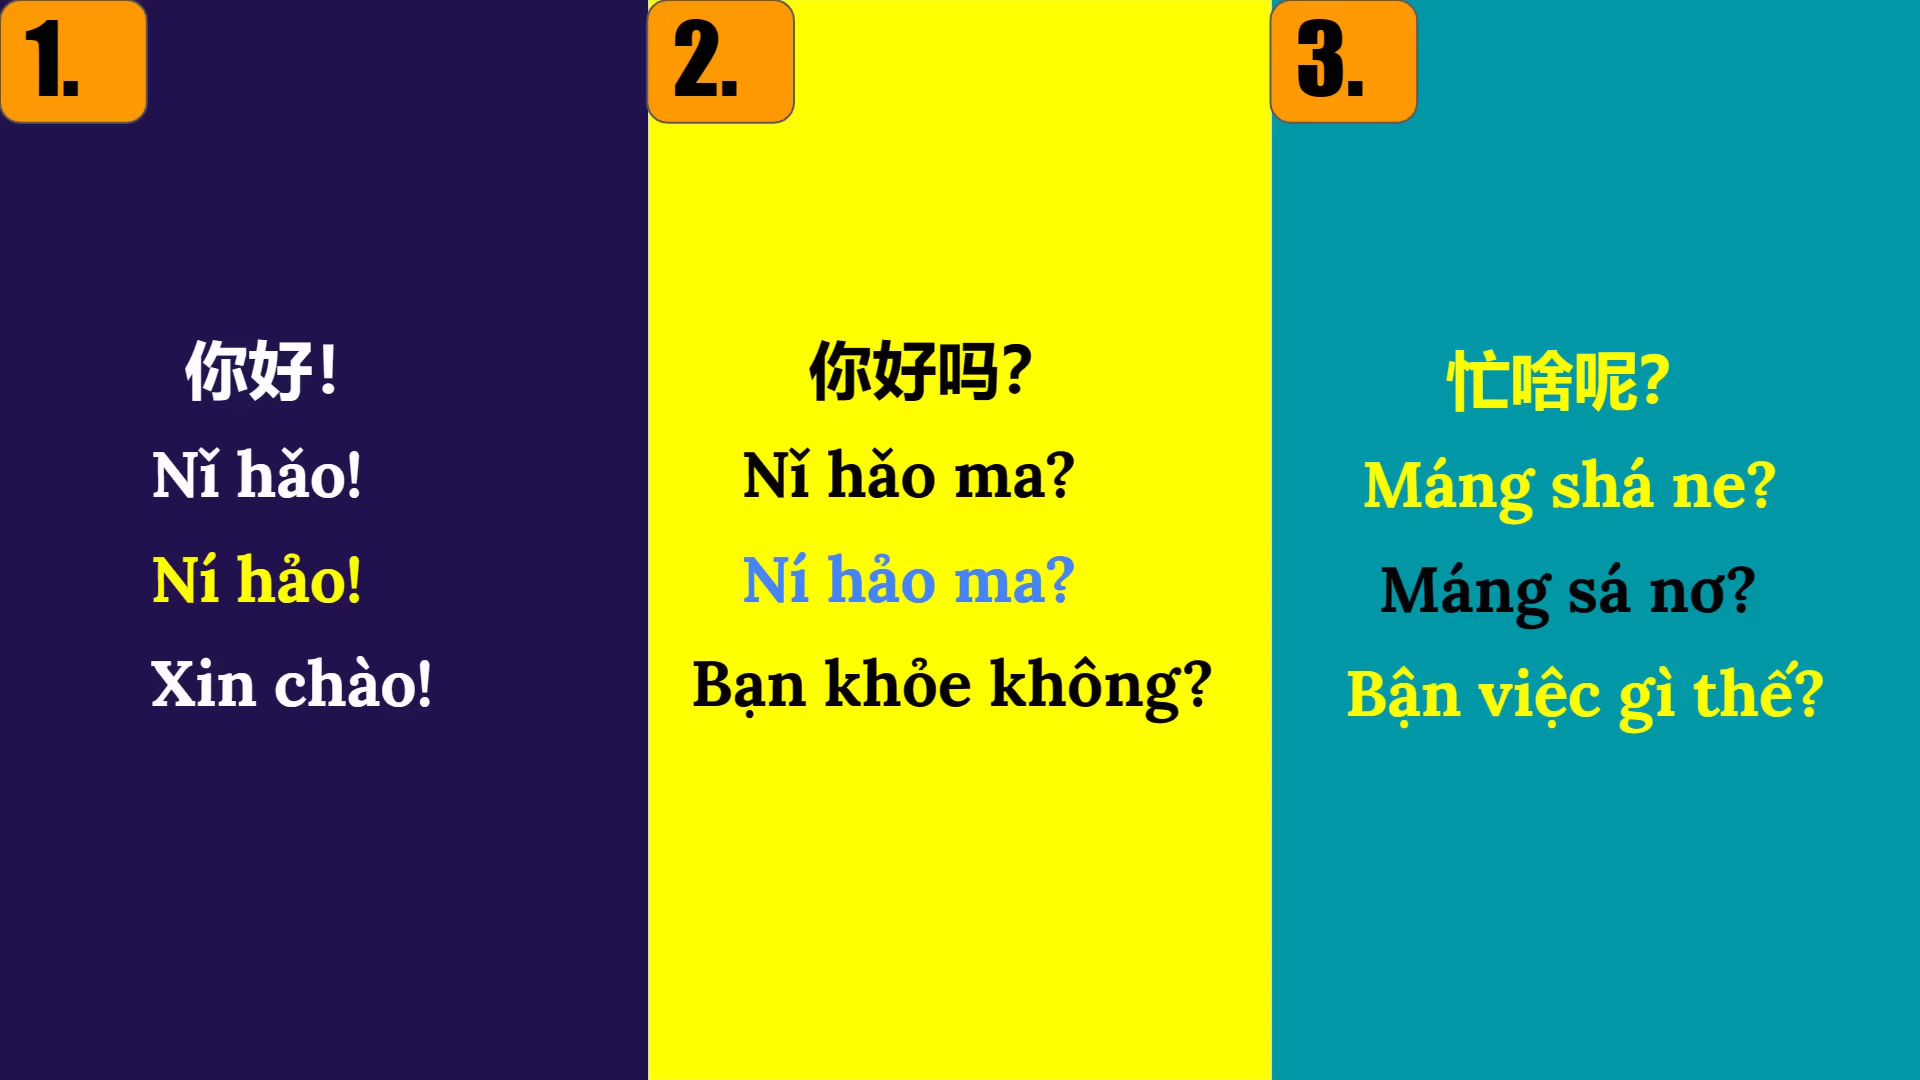 1.
你好!
Nǐ hǎo!
Ní hảo!
Xin chào!
2.
你好吗?
Nǐ hǎo ma?
Ní hảo ma?
Bạn khỏe không?
3.
忙啥呢?
Máng shá ne?
Máng sá nơ?
Bận việc gì thế?